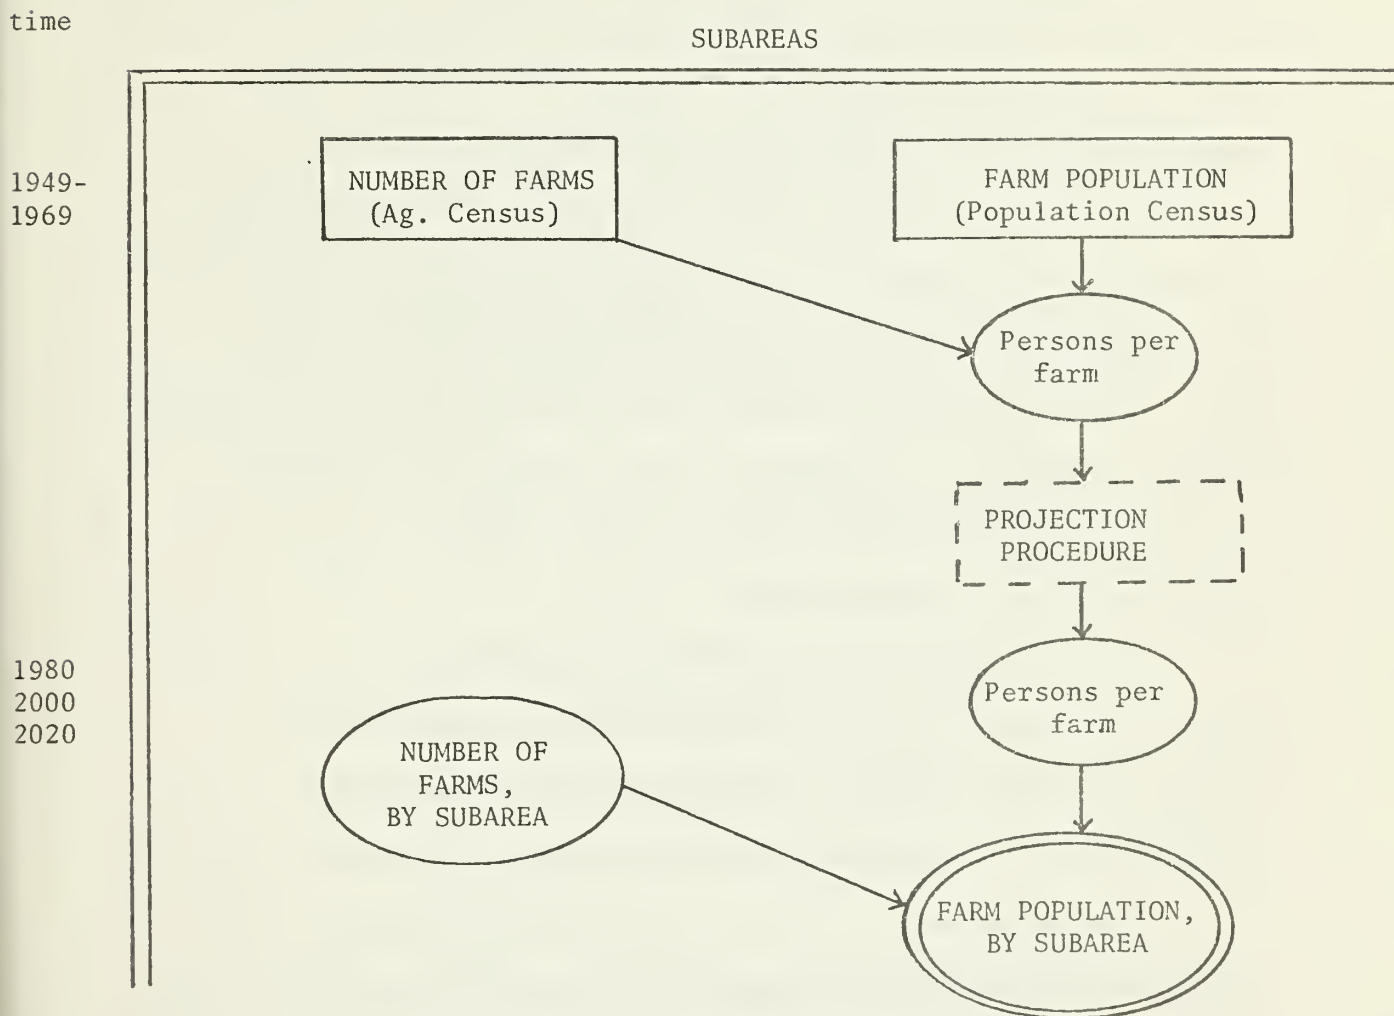 time
SUBAREAS
1949-
1969
NUMBER OF FARMS
(Ag. Census)
FARM POPULATION
(Population Census)
Persons per
farm
PROJECTION
PROCEDURE
1980
2000
2020
Persons per
farm
NUMBER OF
FARMS,
BY SUBAREA
FARM POPULATION,
BY SUBAREA